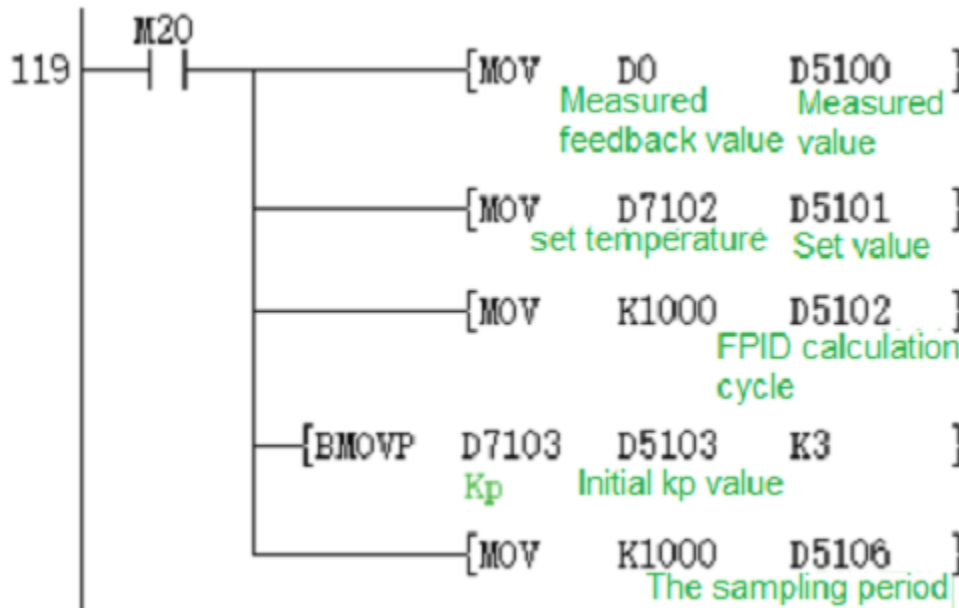 M20
119 [MOV D0 D5100 ]
Measured Measured
feedback value value
[MOV D7102 D5101 ]
set temperature Set value
[MOV K1000 D5102 ]
FPID calculation
cycle
[BMOVP D7103 D5103 K3 ]
Kp Initial kp value
[MOV K1000 D5106 ]
The sampling period